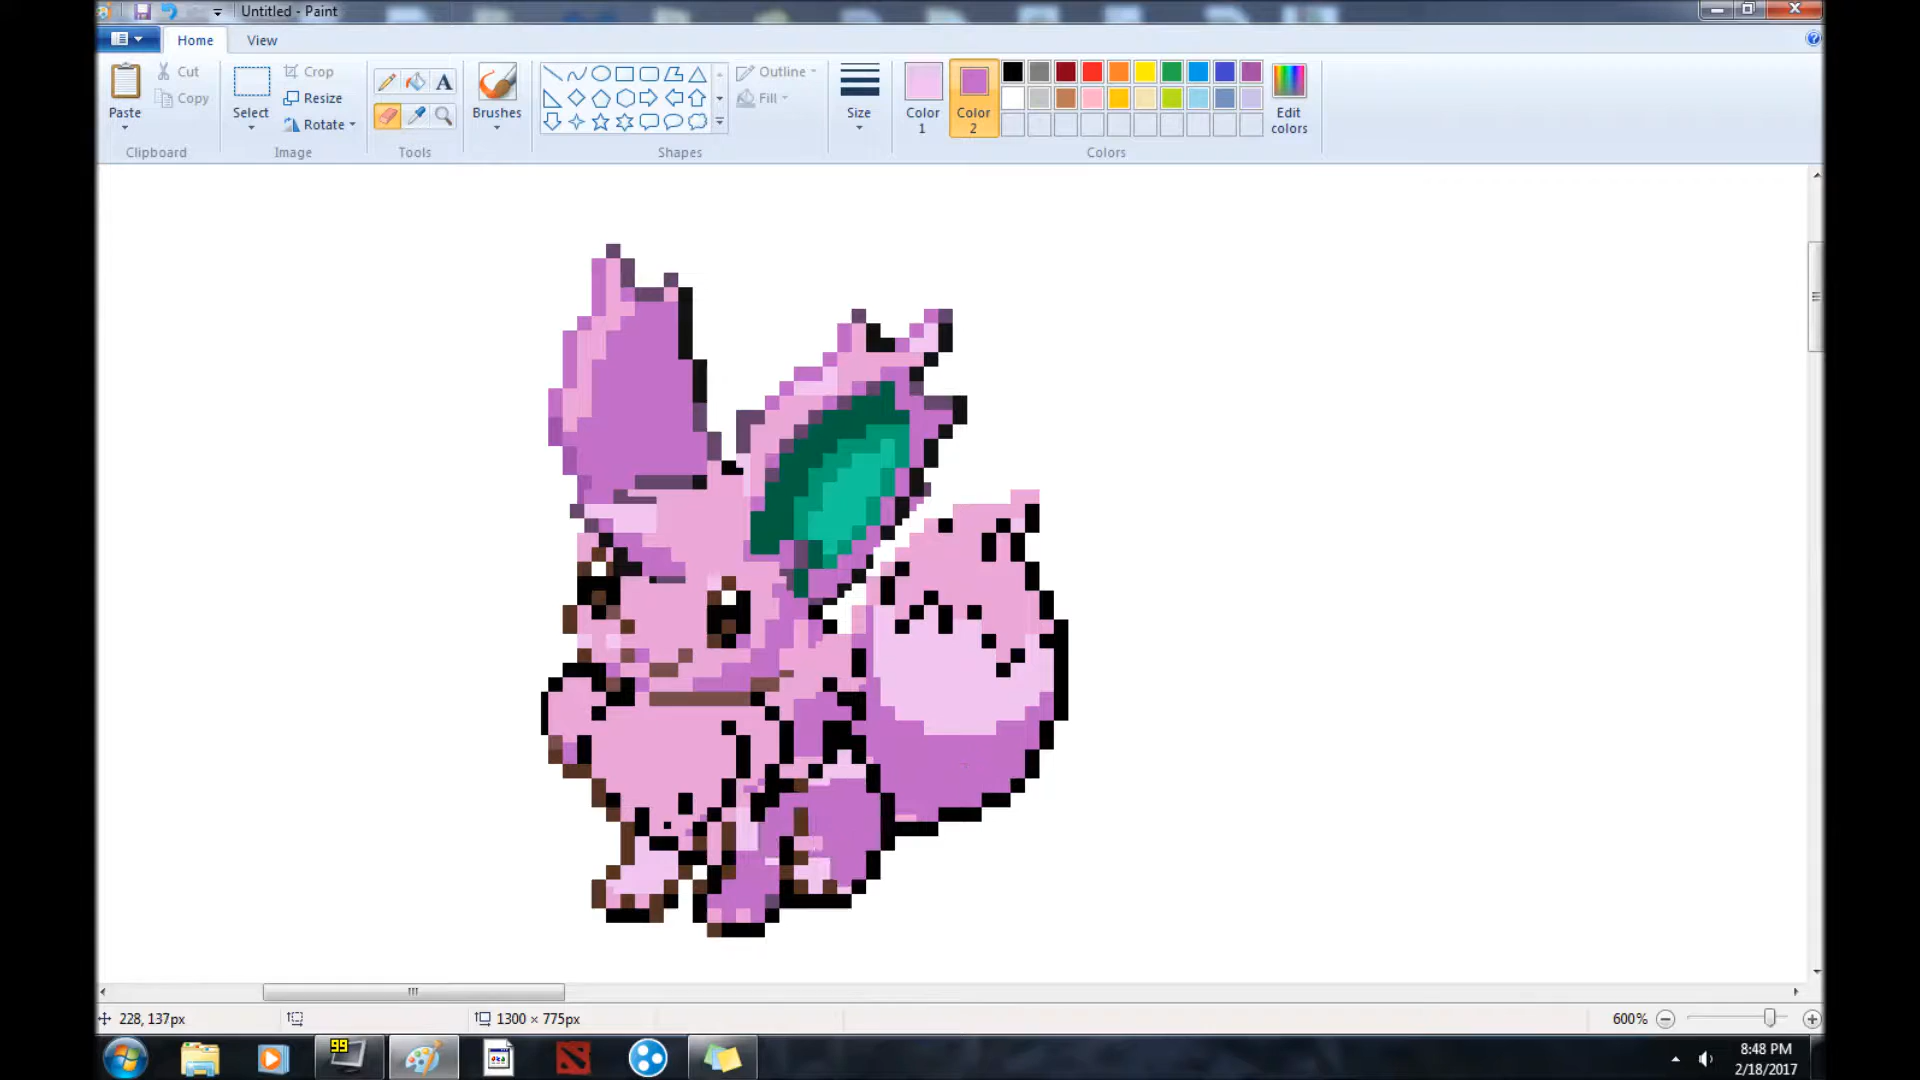 Untitled - Paint
Home View
Paste
Cut
Copy
Clipboard
Select
Crop
Resize
Rotate
Image
A
Tools
Brushes
Outline
Fill
Shapes
Size
Color 1
Color 2
Edit colors
Colors
228, 137px
1300 × 775px
600%
99
8:48 PM
2/18/2017